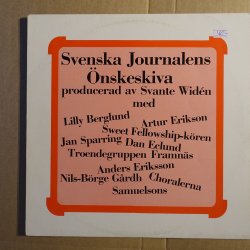 Svenska Journalens
Önskeskiva
producerad av Svante Widén
med
Lilly Berglund
Artur Erikson
Sweet Fellowship-kören
Jan Sparring Dan Eclund
Troendegruppen Framnäs
Anders Eriksson
Nils-Börge Gårdh Choralerna
Samuelsons